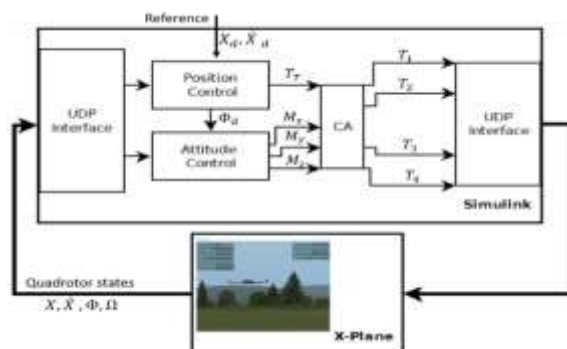 Reference
X_d, Ẋ_d
Position
Control
T_T
T_1
T_2
UDP
Interface
Φ_d
M_x
M_y
M_z
CA
UDP
Interface
Attitude
Control
T_3
T_4
Simulink
Quadrotor states
X, Ẋ, Φ, Ω
X-Plane